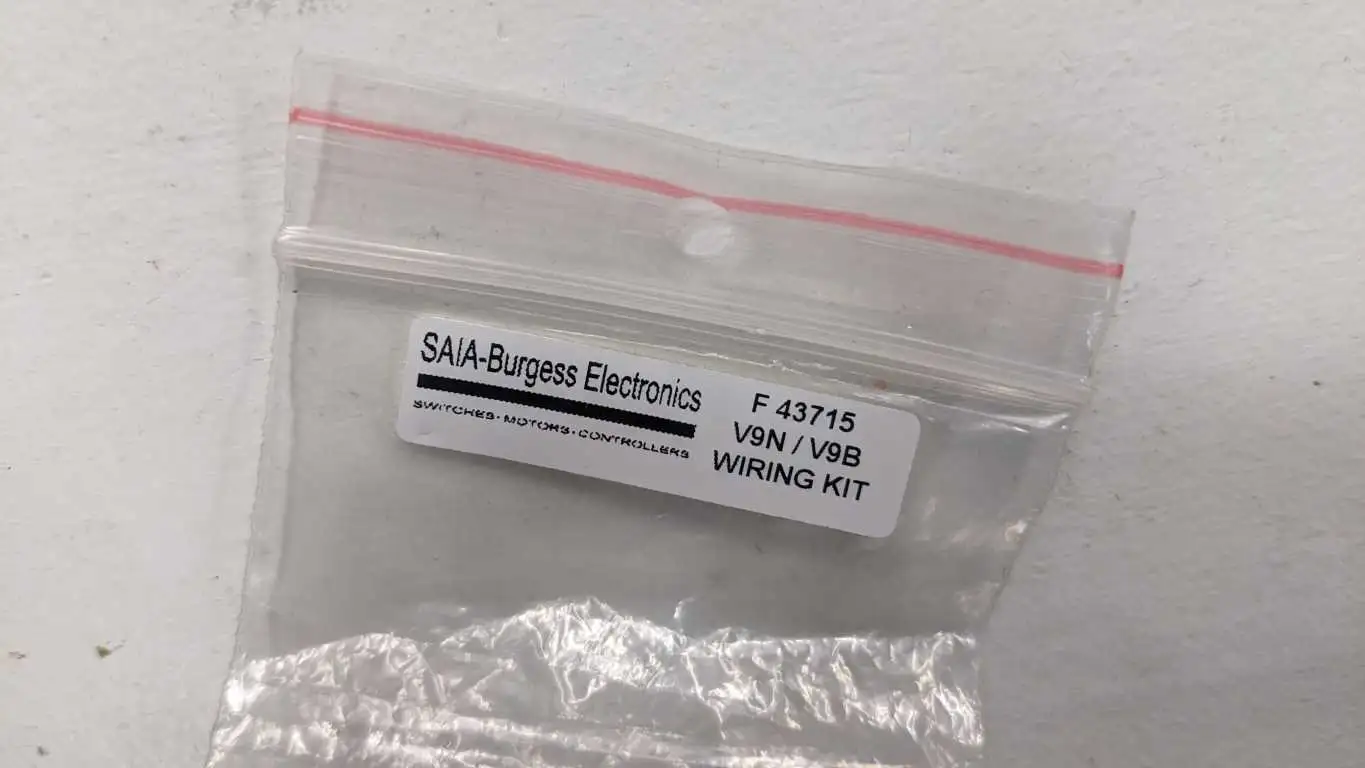 SAIA-Burgess Electronics
SWITCHES · MOTORS · CONTROLLERS
F 43715
V9N / V9B
WIRING KIT